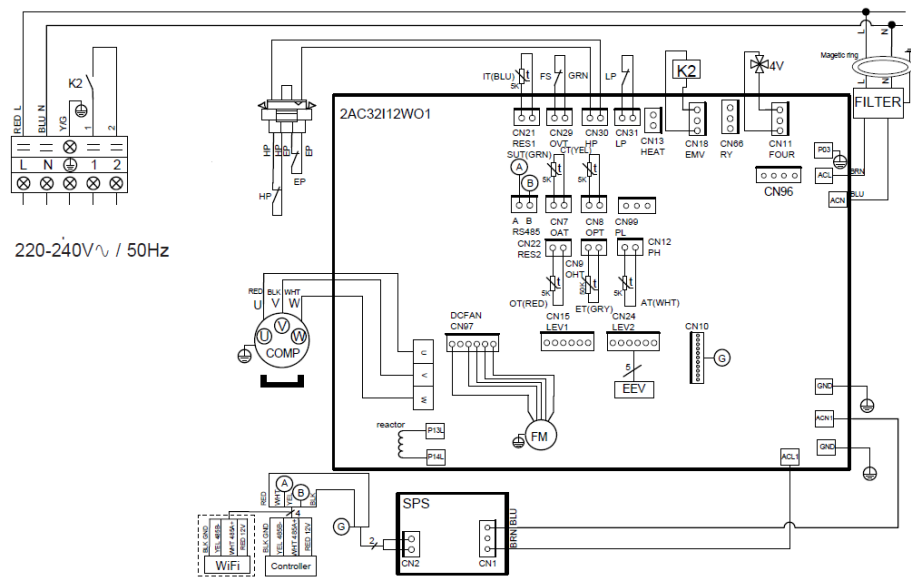 RED L
BLU N
Y/G
1
2
K2
L N 1 2
220-240V∿ / 50Hz
HP
HP
EP
EP
EP
HP
2AC32I12WO1
IT(BLU)
5K
t
FS
GRN
LP
K2
4V
Magetic ring
L
N
L
N
FILTER
CN21
RES1
CN29
OVT
CN30
HP
CN31
LP
CN13
HEAT
CN18
EMV
CN66
RY
CN11
FOUR
P03
ACL
BRN
ACN
BLU
CN96
SUT(GRN)
CT(YEL)
A
B
5K
t
5K
t
A B
RS485
CN7
OAT
CN8
OPT
CN99
PL
CN22
RES2
CN9
OHT
CN12
PH
5K
t
50K
t
5K
t
OT(RED)
ET(GRY)
AT(WHT)
CN15
LEV1
CN24
LEV2
CN10
G
5
EEV
DCFAN
CN97
FM
RED BLK WHT
U V W
U V W
COMP
U
V
W
reactor
P13L
P14L
GND
ACN1
GND
ACL1
RED
WHT
A
YEL
B
BLK
4
G
2
BLK GND
YEL 485B-
WHT 485A+
RED 12V
WiFi
BLK GND
YEL 485B-
WHT 485A+
RED 12V
Controller
SPS
CN2
CN1
BLU
BRN